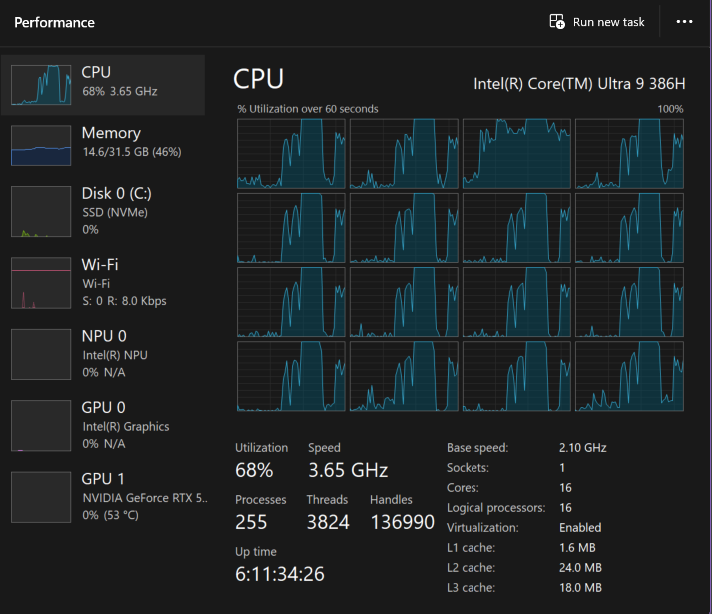 Performance
Run new task
CPU
68% 3.65 GHz
Memory
14.6/31.5 GB (46%)
Disk 0 (C:)
SSD (NVMe)
0%
Wi-Fi
Wi-Fi
S: 0 R: 8.0 Kbps
NPU 0
Intel(R) NPU
0% N/A
GPU 0
Intel(R) Graphics
0% N/A
GPU 1
NVIDIA GeForce RTX 5...
0% (53 °C)
CPU
Intel(R) Core(TM) Ultra 9 386H
% Utilization over 60 seconds
100%
Utilization
Speed
68%
3.65 GHz
Processes
Threads
Handles
255
3824
136990
Up time
6:11:34:26
Base speed: 2.10 GHz
Sockets: 1
Cores: 16
Logical processors: 16
Virtualization: Enabled
L1 cache: 1.6 MB
L2 cache: 24.0 MB
L3 cache: 18.0 MB